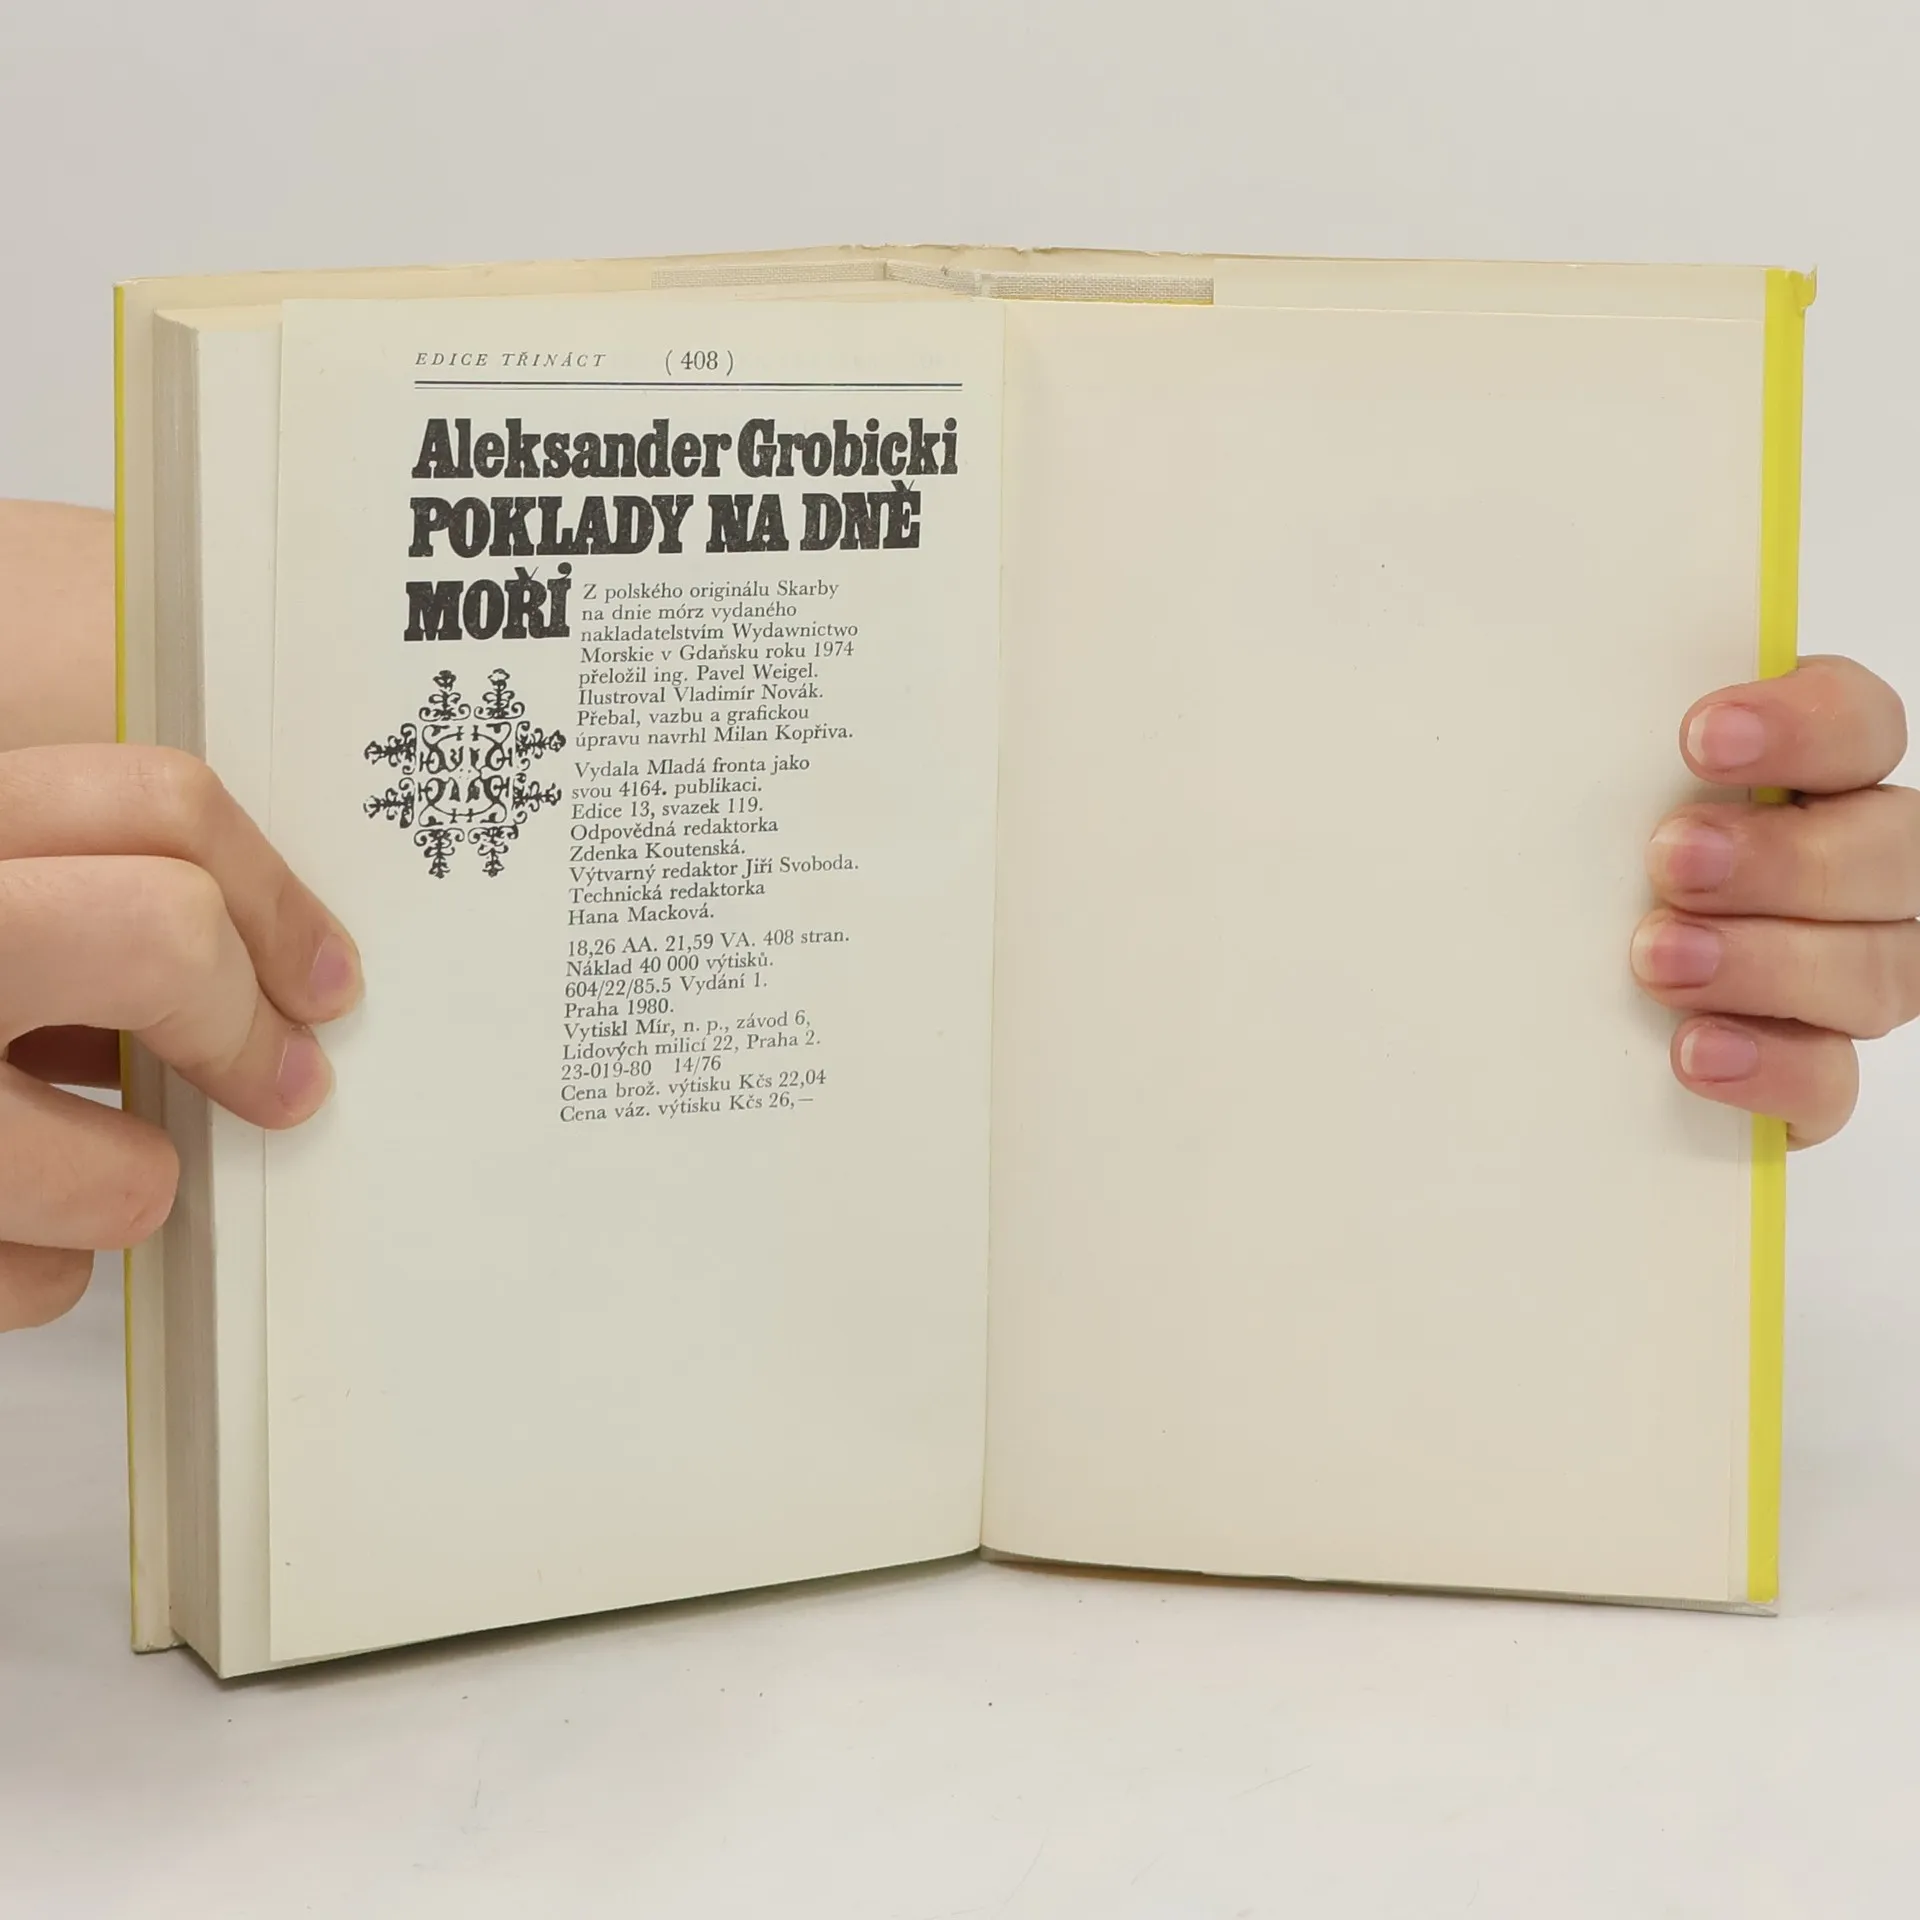 EDICE TŘINÁCT (408)
Aleksander Grobicki
POKLADY NA DNĚ
MOŘÍ
Z polského originálu Skarby
na dnie mórz vydaného
nakladatelstvím Wydawnictwo
Morskie v Gdaňsku roku 1974
přeložil ing. Pavel Weigel.
Ilustroval Vladimír Novák.
Přebal, vazbu a grafickou
úpravu navrhl Milan Kopřiva.
Vydala Mladá fronta jako
svou 4164. publikaci.
Edice 13, svazek 119.
Odpovědná redaktorka
Zdenka Koutenská.
Výtvarný redaktor Jiří Svoboda.
Technická redaktorka
Hana Macková.
18,26 AA. 21,59 VA. 408 stran.
Náklad 40 000 výtisků.
604/22/85.5 Vydání 1.
Praha 1980.
Vytiskl Mír, n. p., závod 6,
Lidových milicí 22, Praha 2.
23-019-80 14/76
Cena brož. výtisku Kčs 22,04
Cena váz. výtisku Kčs 26,—